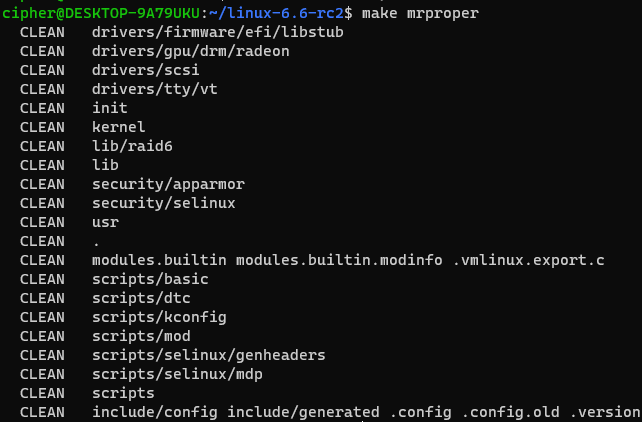 cipher@DESKTOP-9A79UKU:~/linux-6.6-rc2$ make mrproper
CLEAN drivers/firmware/efi/libstub
CLEAN drivers/gpu/drm/radeon
CLEAN drivers/scsi
CLEAN drivers/tty/vt
CLEAN init
CLEAN kernel
CLEAN lib/raid6
CLEAN lib
CLEAN security/apparmor
CLEAN security/selinux
CLEAN usr
CLEAN .
CLEAN modules.builtin modules.builtin.modinfo .vmlinux.export.c
CLEAN scripts/basic
CLEAN scripts/dtc
CLEAN scripts/kconfig
CLEAN scripts/mod
CLEAN scripts/selinux/genheaders
CLEAN scripts/selinux/mdp
CLEAN scripts
CLEAN include/config include/generated .config .config.old .version